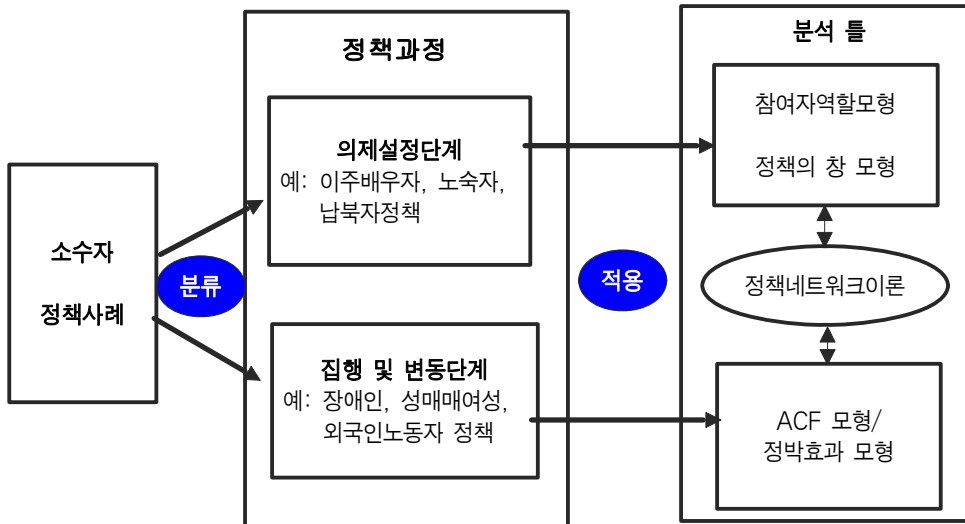 소수자
정책사례
분류
정책과정
의제설정단계
예: 이주배우자, 노숙자,
납북자정책
집행 및 변동단계
예: 장애인, 성매매여성,
외국인노동자 정책
적용
분석 틀
참여자역할모형
정책의 창 모형
정책네트워크이론
ACF 모형/
정박효과 모형